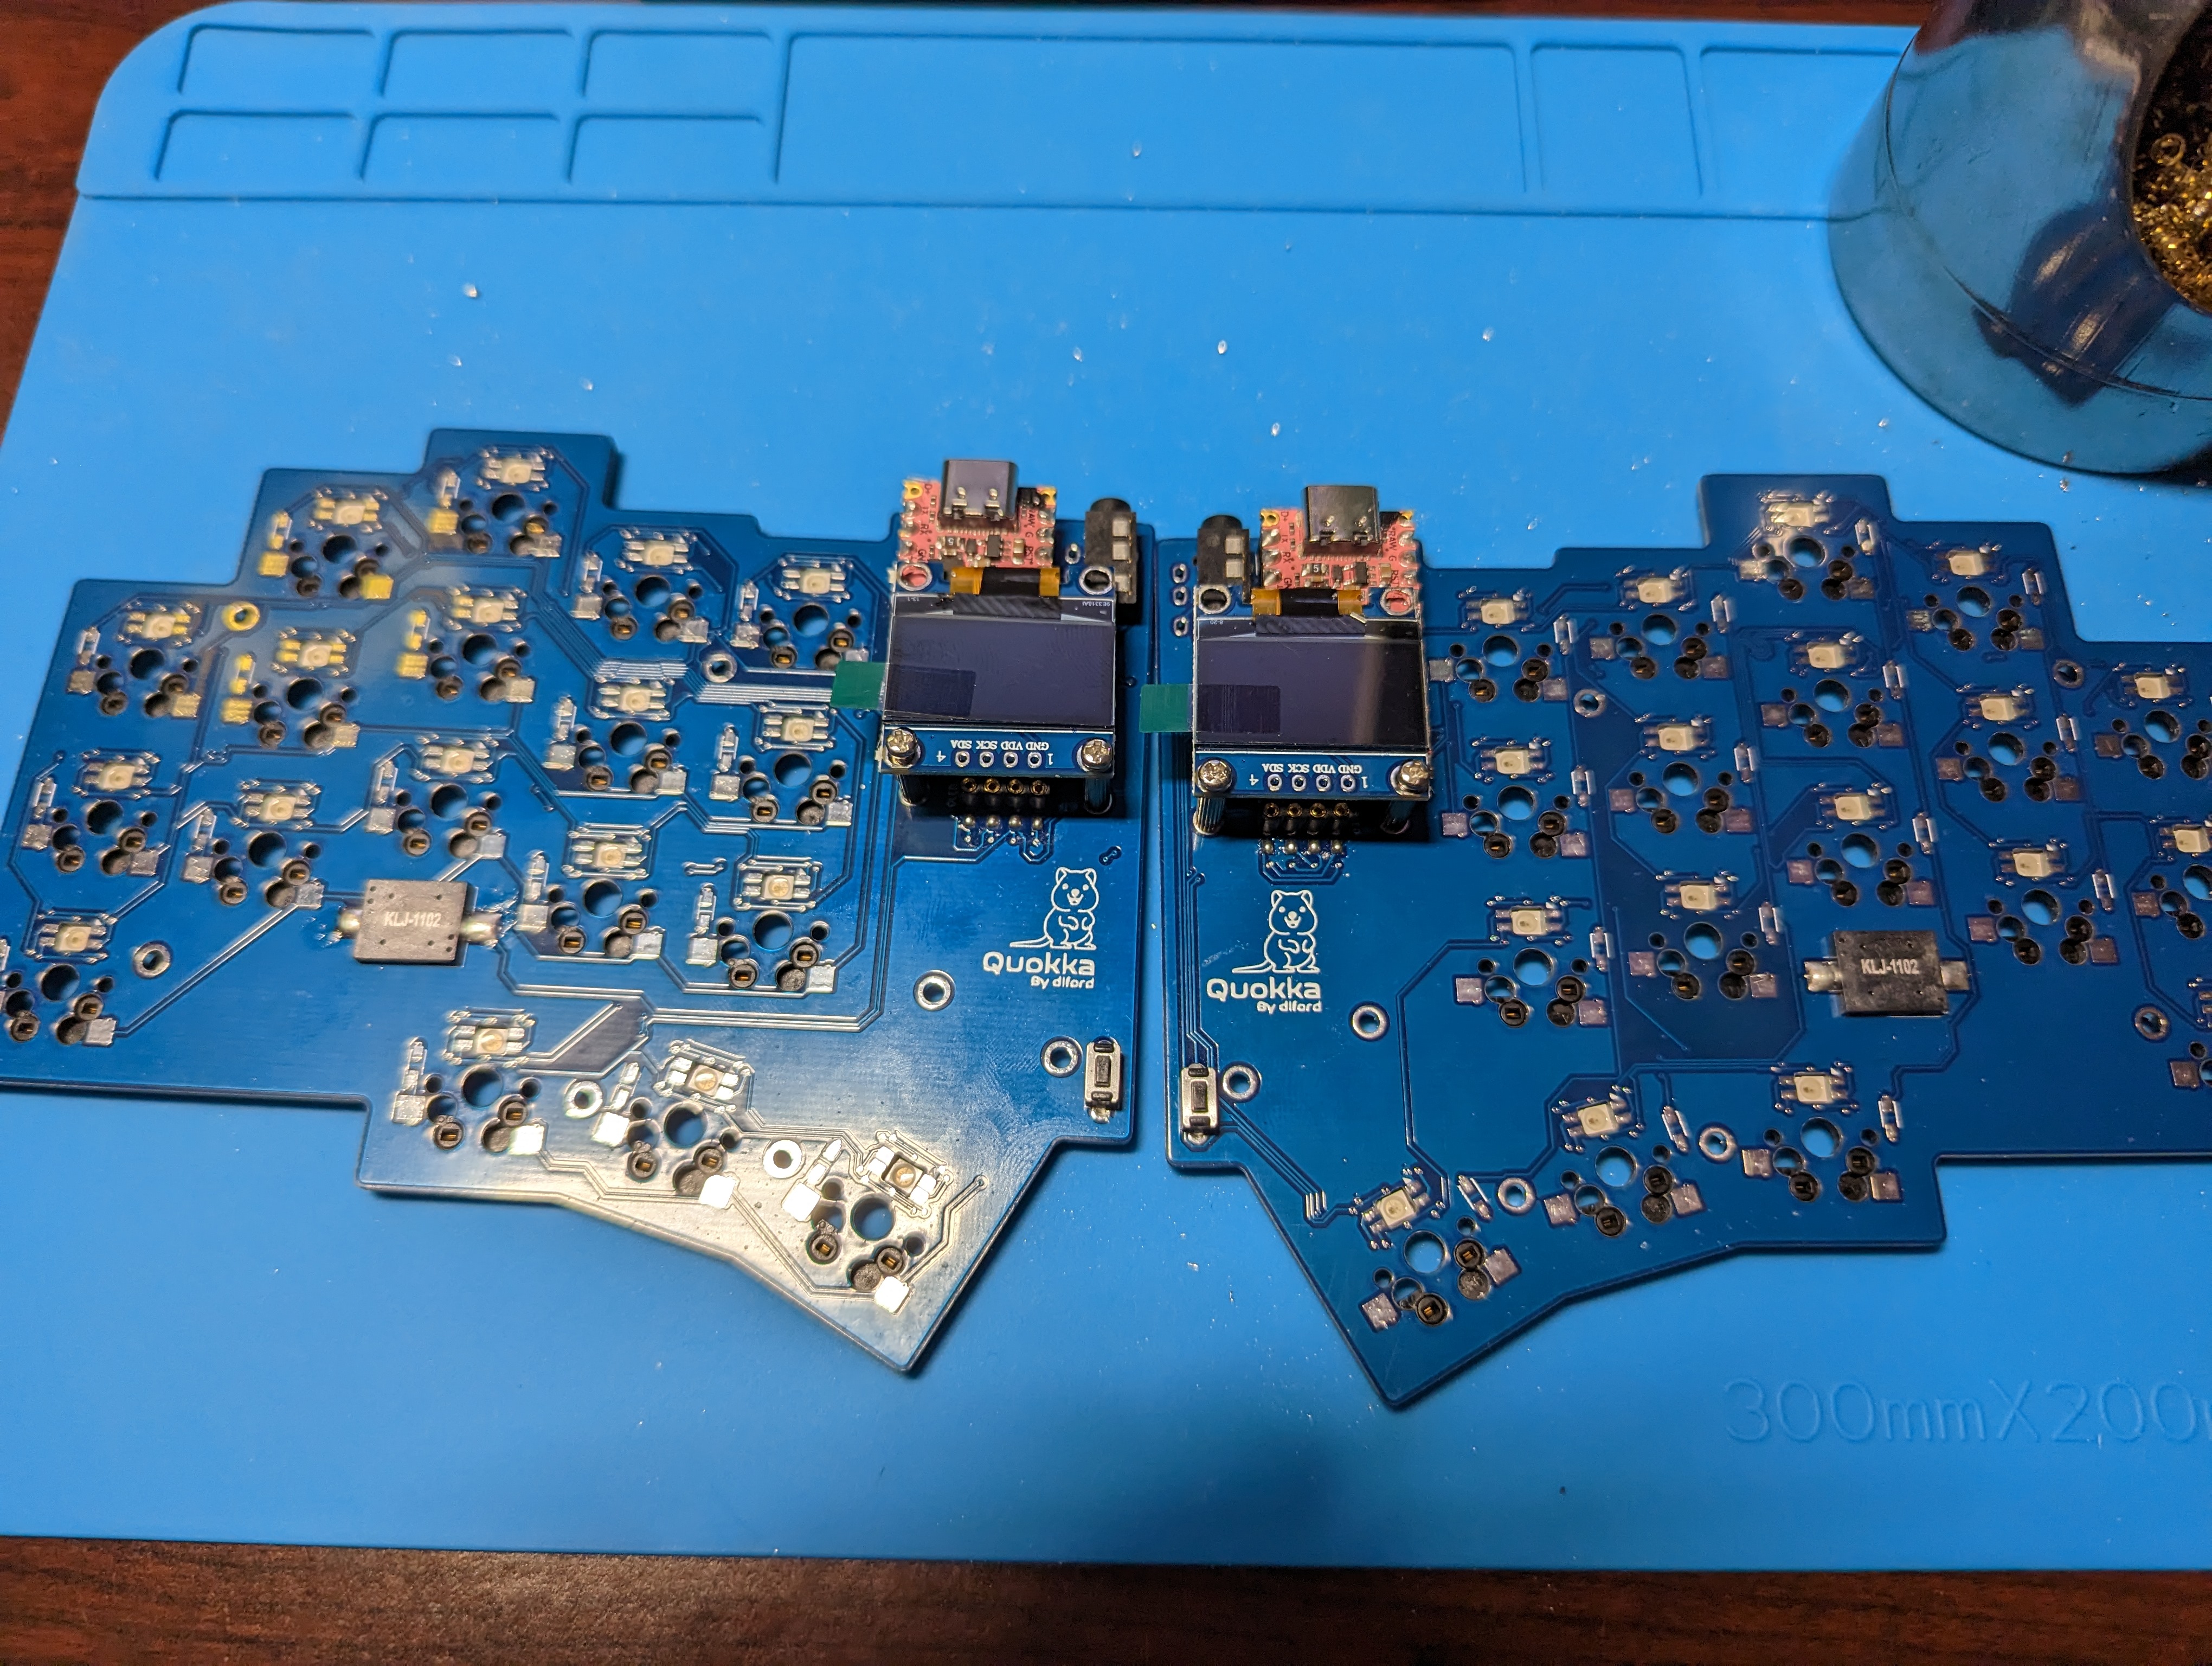 GND VDD SCK SDA
1
4
GND VDD SCK SDA
1
4
KLJ-1102
Quokka
By diford
Quokka
By diford
KLJ-1102
300mmX200